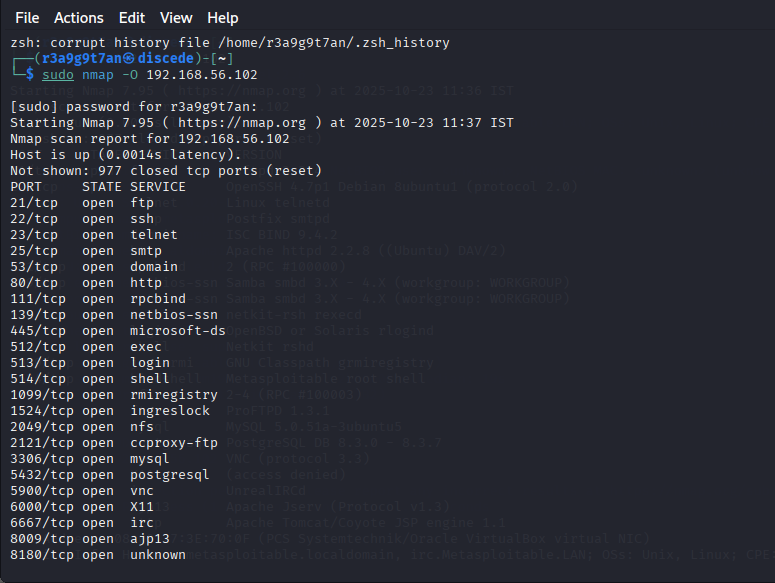 File Actions Edit View Help
zsh: corrupt history file /home/r3a9g9t7an/.zsh_history
┌──(r3a9g9t7an㉿discede)-[~]
└─$ sudo nmap -O 192.168.56.102
[sudo] password for r3a9g9t7an:
Starting Nmap 7.95 ( https://nmap.org ) at 2025-10-23 11:37 IST
Nmap scan report for 192.168.56.102
Host is up (0.0014s latency).
Not shown: 977 closed tcp ports (reset)
PORT STATE SERVICE
21/tcp open ftp
22/tcp open ssh
23/tcp open telnet
25/tcp open smtp
53/tcp open domain
80/tcp open http
111/tcp open rpcbind
139/tcp open netbios-ssn
445/tcp open microsoft-ds
512/tcp open exec
513/tcp open login
514/tcp open shell
1099/tcp open rmiregistry
1524/tcp open ingreslock
2049/tcp open nfs
2121/tcp open ccproxy-ftp
3306/tcp open mysql
5432/tcp open postgresql
5900/tcp open vnc
6000/tcp open X11
6667/tcp open irc
8009/tcp open ajp13
8180/tcp open unknown